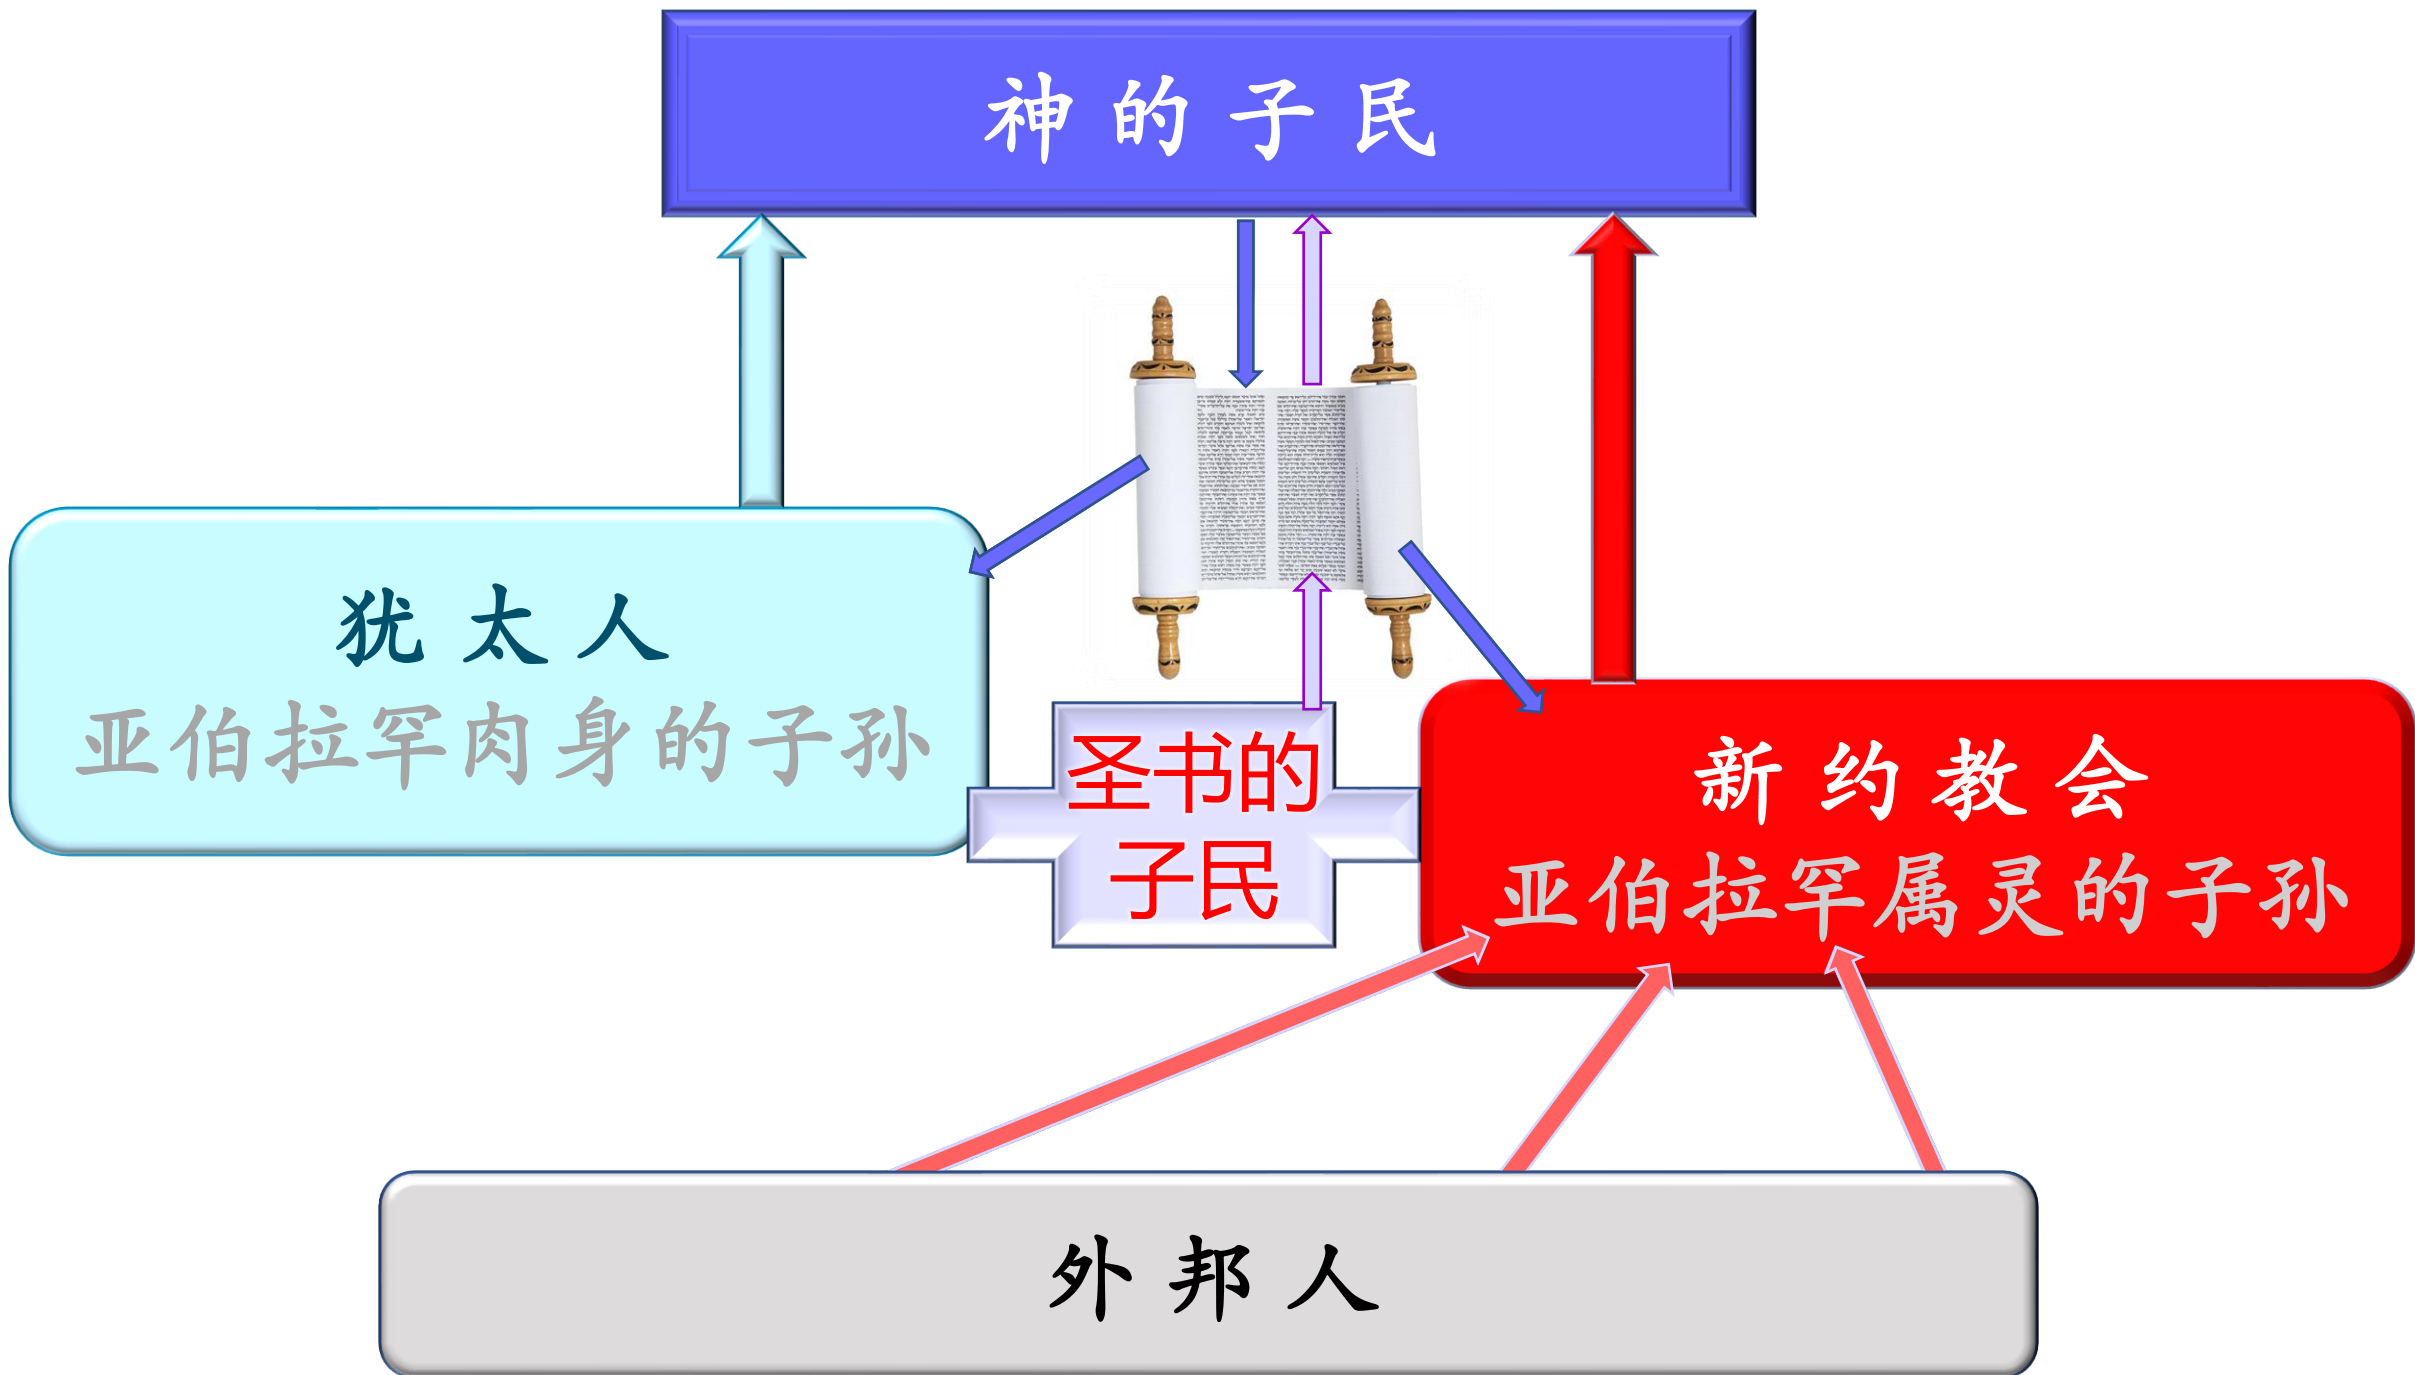 神的子民
犹太人
亚伯拉罕肉身的子孙
圣书的
子民
新约教会
亚伯拉罕属灵的子孙
外邦人